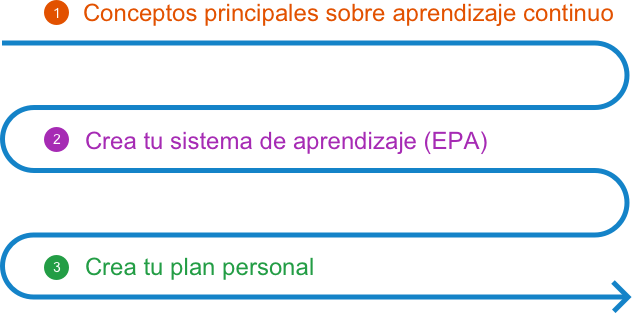 1 Conceptos principales sobre aprendizaje continuo
2 Crea tu sistema de aprendizaje (EPA)
3 Crea tu plan personal